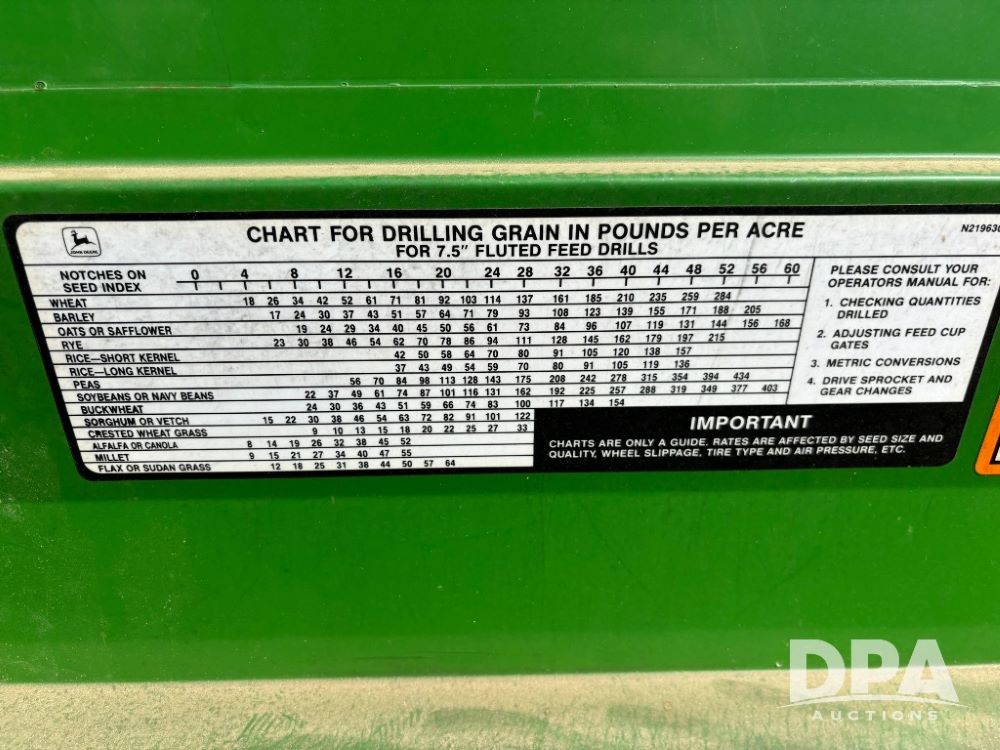 JOHN DEERE
CHART FOR DRILLING GRAIN IN POUNDS PER ACRE
FOR 7.5" FLUTED FEED DRILLS
N219630
NOTCHES ON SEED INDEX 0 4 8 12 16 20 24 28 32 36 40 44 48 52 56 60
WHEAT 18 26 34 42 52 61 71 81 92 103 114 137 161 185 210 235 259 284
BARLEY 17 24 30 37 43 51 57 64 71 79 93 108 123 139 155 171 188 205
OATS OR SAFFLOWER 19 24 29 34 40 45 50 56 61 73 84 96 107 119 131 144 156 168
RYE 23 30 38 46 54 62 70 78 86 94 111 128 145 162 179 197 215
RICE—SHORT KERNEL 42 50 58 64 70 80 91 105 120 138 157
RICE—LONG KERNEL 37 43 49 54 59 70 80 91 105 119 136
PEAS 56 70 84 98 113 128 143 175 208 242 278 315 354 394 434
SOYBEANS OR NAVY BEANS 22 37 49 61 74 87 101 116 131 162 192 225 257 288 319 349 377 403
BUCKWHEAT 24 30 36 43 51 59 66 74 83 100 117 134 154
SORGHUM OR VETCH 15 22 30 38 46 54 63 72 82 91 101 122
CRESTED WHEAT GRASS 9 10 13 15 18 20 22 25 27 33
ALFALFA OR CANOLA 8 14 19 26 32 38 45 52
MILLET 9 15 21 27 34 40 47 55
FLAX OR SUDAN GRASS 12 18 25 31 38 44 50 57 64
PLEASE CONSULT YOUR
OPERATORS MANUAL FOR:
1. CHECKING QUANTITIES
DRILLED
2. ADJUSTING FEED CUP
GATES
3. METRIC CONVERSIONS
4. DRIVE SPROCKET AND
GEAR CHANGES
IMPORTANT
CHARTS ARE ONLY A GUIDE. RATES ARE AFFECTED BY SEED SIZE AND
QUALITY, WHEEL SLIPPAGE, TIRE TYPE AND AIR PRESSURE, ETC.
DPA
AUCTIONS